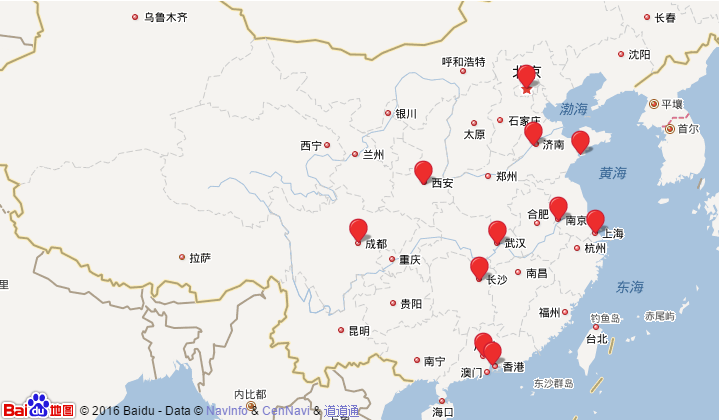 乌鲁木齐
长春
沈阳
呼和浩特
北京
平壤
渤海
银川
石家庄
首尔
太原
西宁
济南
兰州
黄海
郑州
西安
合肥
南京
上海
成都
武汉
杭州
拉萨
重庆
里
南昌
长沙
东海
贵阳
福州
钓鱼岛
赤尾屿
昆明
台北
南宁
香港
澳门
东沙群岛
内比都
海口
Bai du 地图
© 2016 Baidu - Data © NavInfo & CenNavi & 道道通